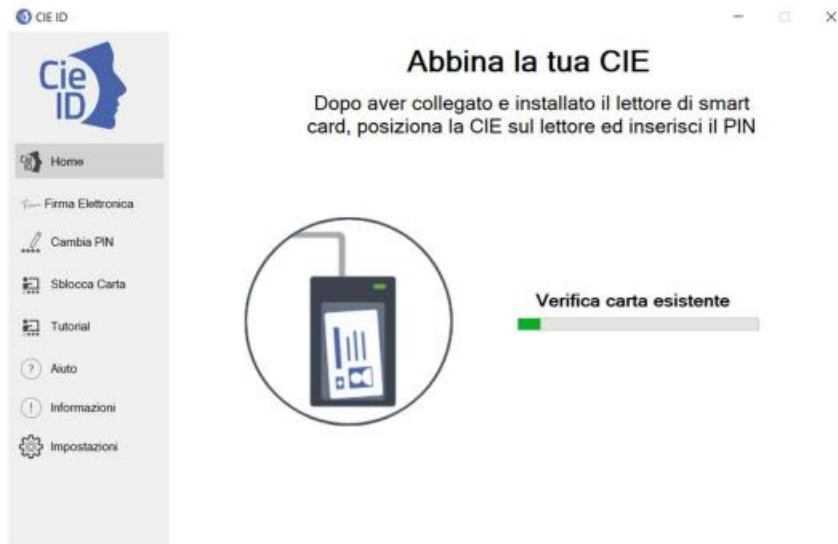 CIE ID
Cie
ID
Home
Firma Elettronica
Cambia PIN
Sblocca Carta
Tutorial
Aiuto
Informazioni
Impostazioni
Abbina la tua CIE
Dopo aver collegato e installato il lettore di smart
card, posiziona la CIE sul lettore ed inserisci il PIN
Verifica carta esistente